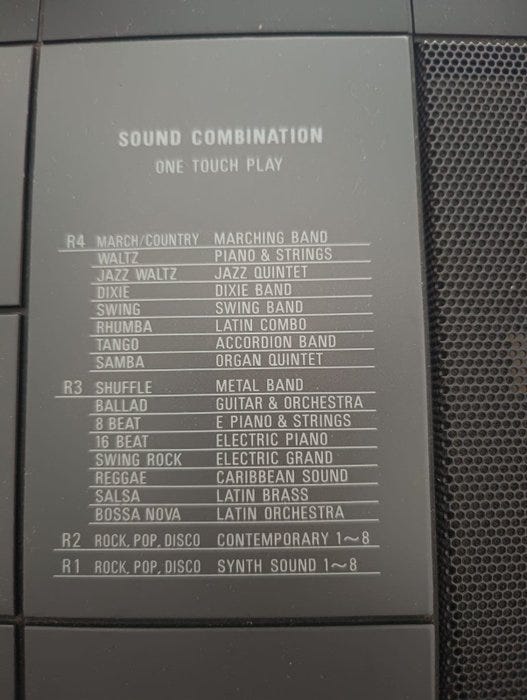 SOUND COMBINATION
ONE TOUCH PLAY
R4 MARCH/COUNTRY MARCHING BAND
WALTZ PIANO & STRINGS
JAZZ WALTZ JAZZ QUINTET
DIXIE DIXIE BAND
SWING SWING BAND
RHUMBA LATIN COMBO
TANGO ACCORDION BAND
SAMBA ORGAN QUINTET
R3 SHUFFLE METAL BAND
BALLAD GUITAR & ORCHESTRA
8 BEAT E PIANO & STRINGS
16 BEAT ELECTRIC PIANO
SWING ROCK ELECTRIC GRAND
REGGAE CARIBBEAN SOUND
SALSA LATIN BRASS
BOSSA NOVA LATIN ORCHESTRA
R2 ROCK, POP, DISCO CONTEMPORARY 1~8
R1 ROCK, POP, DISCO SYNTH SOUND 1~8